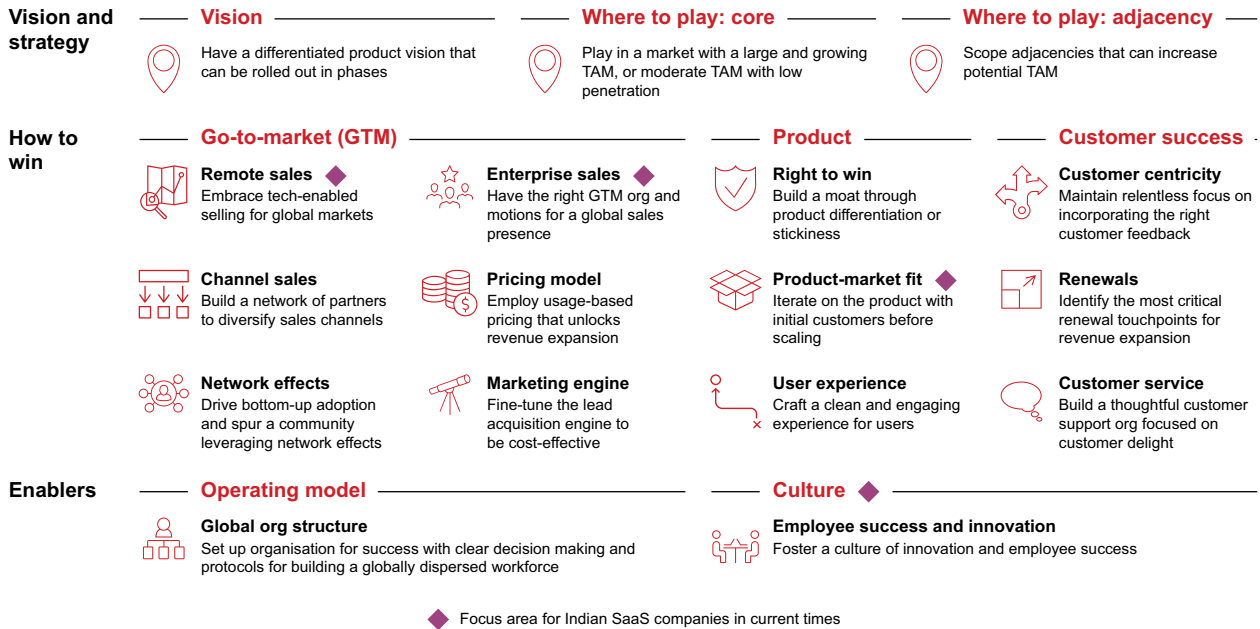 Vision and
strategy
Vision
Have a differentiated product vision that
can be rolled out in phases
Where to play: core
Play in a market with a large and growing
TAM, or moderate TAM with low
penetration
Where to play: adjacency
Scope adjacencies that can increase
potential TAM
How to
win
Go-to-market (GTM)
Remote sales
Embrace tech-enabled
selling for global markets
Enterprise sales
Have the right GTM org and
motions for a global sales
presence
Channel sales
Build a network of partners
to diversify sales channels
Pricing model
Employ usage-based
pricing that unlocks
revenue expansion
$
Network effects
Drive bottom-up adoption
and spur a community
leveraging network effects
Marketing engine
Fine-tune the lead
acquisition engine to
be cost-effective
Product
Right to win
Build a moat through
product differentiation or
stickiness
Product-market fit
Iterate on the product with
initial customers before
scaling
User experience
Craft a clean and engaging
experience for users
Customer success
Customer centricity
Maintain relentless focus on
incorporating the right
customer feedback
Renewals
Identify the most critical
renewal touchpoints for
revenue expansion
Customer service
Build a thoughtful customer
support org focused on
customer delight
Enablers
Operating model
Global org structure
Set up organisation for success with clear decision making and
protocols for building a globally dispersed workforce
Culture
Employee success and innovation
Foster a culture of innovation and employee success
Focus area for Indian SaaS companies in current times